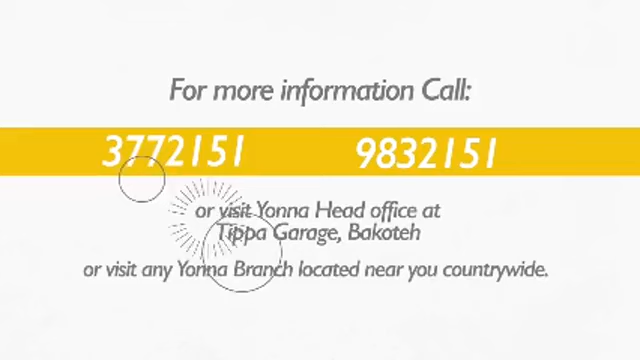 For more information Call:
3772151 9832151
or visit Yonna Head office at
Tippa Garage, Bakoteh
or visit any Yonna Branch located near you countrywide.